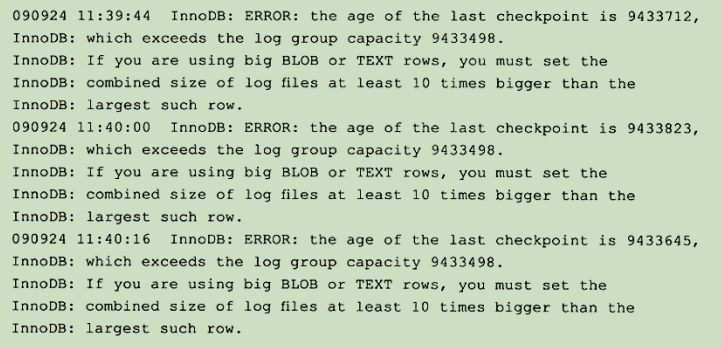 090924 11:39:44  InnoDB: ERROR: the age of the last checkpoint is 9433712,
InnoDB: which exceeds the log group capacity 9433498.
InnoDB: If you are using big BLOB or TEXT rows, you must set the
InnoDB: combined size of log files at least 10 times bigger than the
InnoDB: largest such row.
090924 11:40:00  InnoDB: ERROR: the age of the last checkpoint is 9433823,
InnoDB: which exceeds the log group capacity 9433498.
InnoDB: If you are using big BLOB or TEXT rows, you must set the
InnoDB: combined size of log files at least 10 times bigger than the
InnoDB: largest such row.
090924 11:40:16  InnoDB: ERROR: the age of the last checkpoint is 9433645,
InnoDB: which exceeds the log group capacity 9433498.
InnoDB: If you are using big BLOB or TEXT rows, you must set the
InnoDB: combined size of log files at least 10 times bigger than the
InnoDB: largest such row.